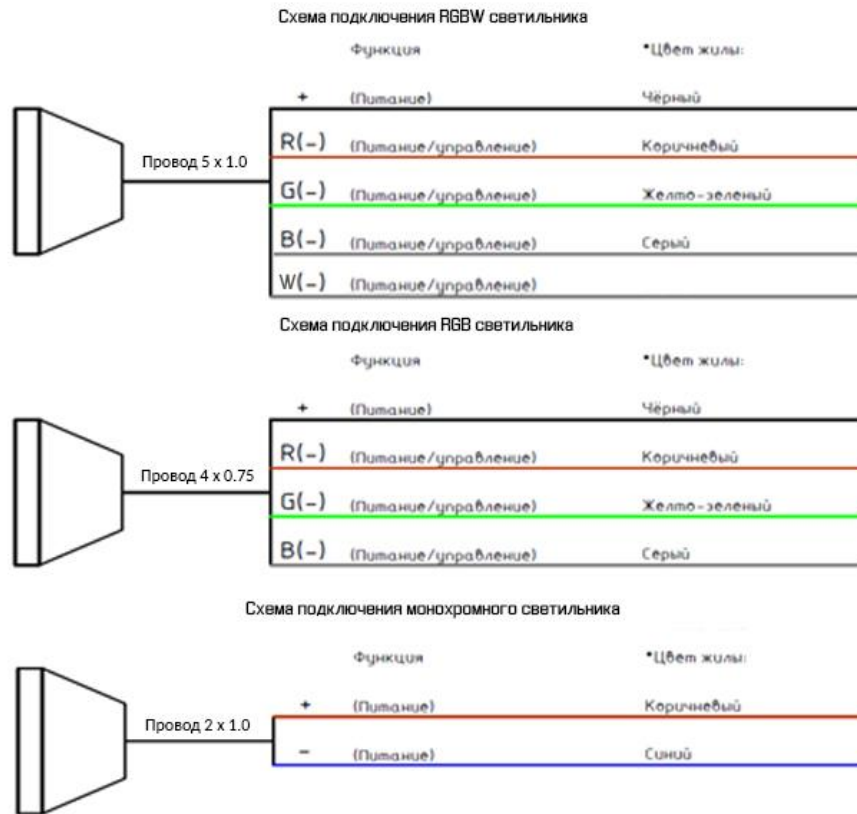 Схема подключения RGBW светильника
Функция *Цвет жилы:
+ (Питание) Чёрный
Провод 5 x 1.0
R(-) (Питание/управление) Коричневый
G(-) (Питание/управление) Желто-зеленый
B(-) (Питание/управление) Серый
W(-) (Питание/управление)
Схема подключения RGB светильника
Функция *Цвет жилы:
+ (Питание) Чёрный
Провод 4 x 0.75
R(-) (Питание/управление) Коричневый
G(-) (Питание/управление) Желто-зеленый
B(-) (Питание/управление) Серый
Схема подключения монохромного светильника
Функция *Цвет жилы:
+ (Питание) Коричневый
Провод 2 x 1.0
- (Питание) Синий